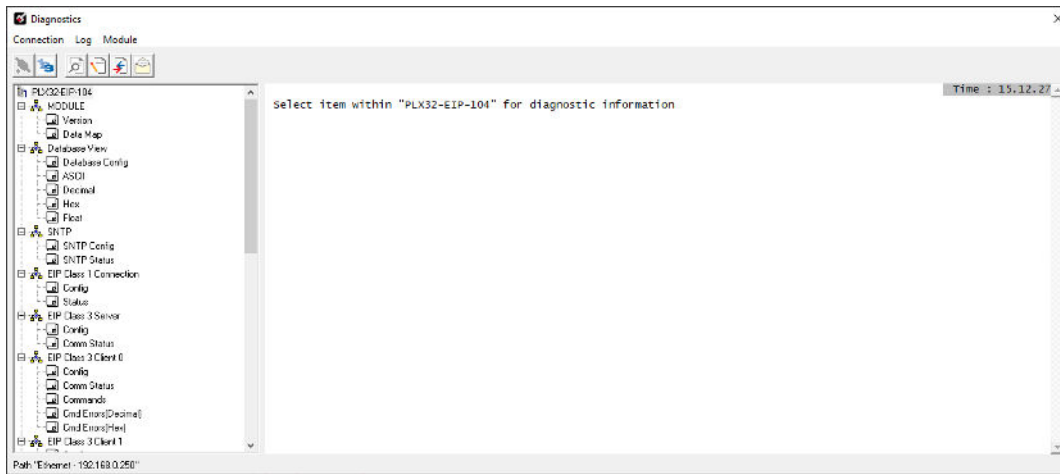 Diagnostics
Connection Log Module
PLX32-EIP-104
MODULE
Version
Data Map
Database View
Database Config
ASCII
Decimal
Hex
Float
SNTP
SNTP Config
SNTP Status
EIP Class 1 Connection
Config
Status
EIP Class 3 Server
Config
Comm Status
EIP Class 3 Client 0
Config
Comm Status
Commands
Cmd Errors(Decimal)
Cmd Errors(Hex)
EIP Class 3 Client 1
Time : 15.12.27
Select item within "PLX32-EIP-104" for diagnostic information
Path "Ethernet - 192.168.0.250"